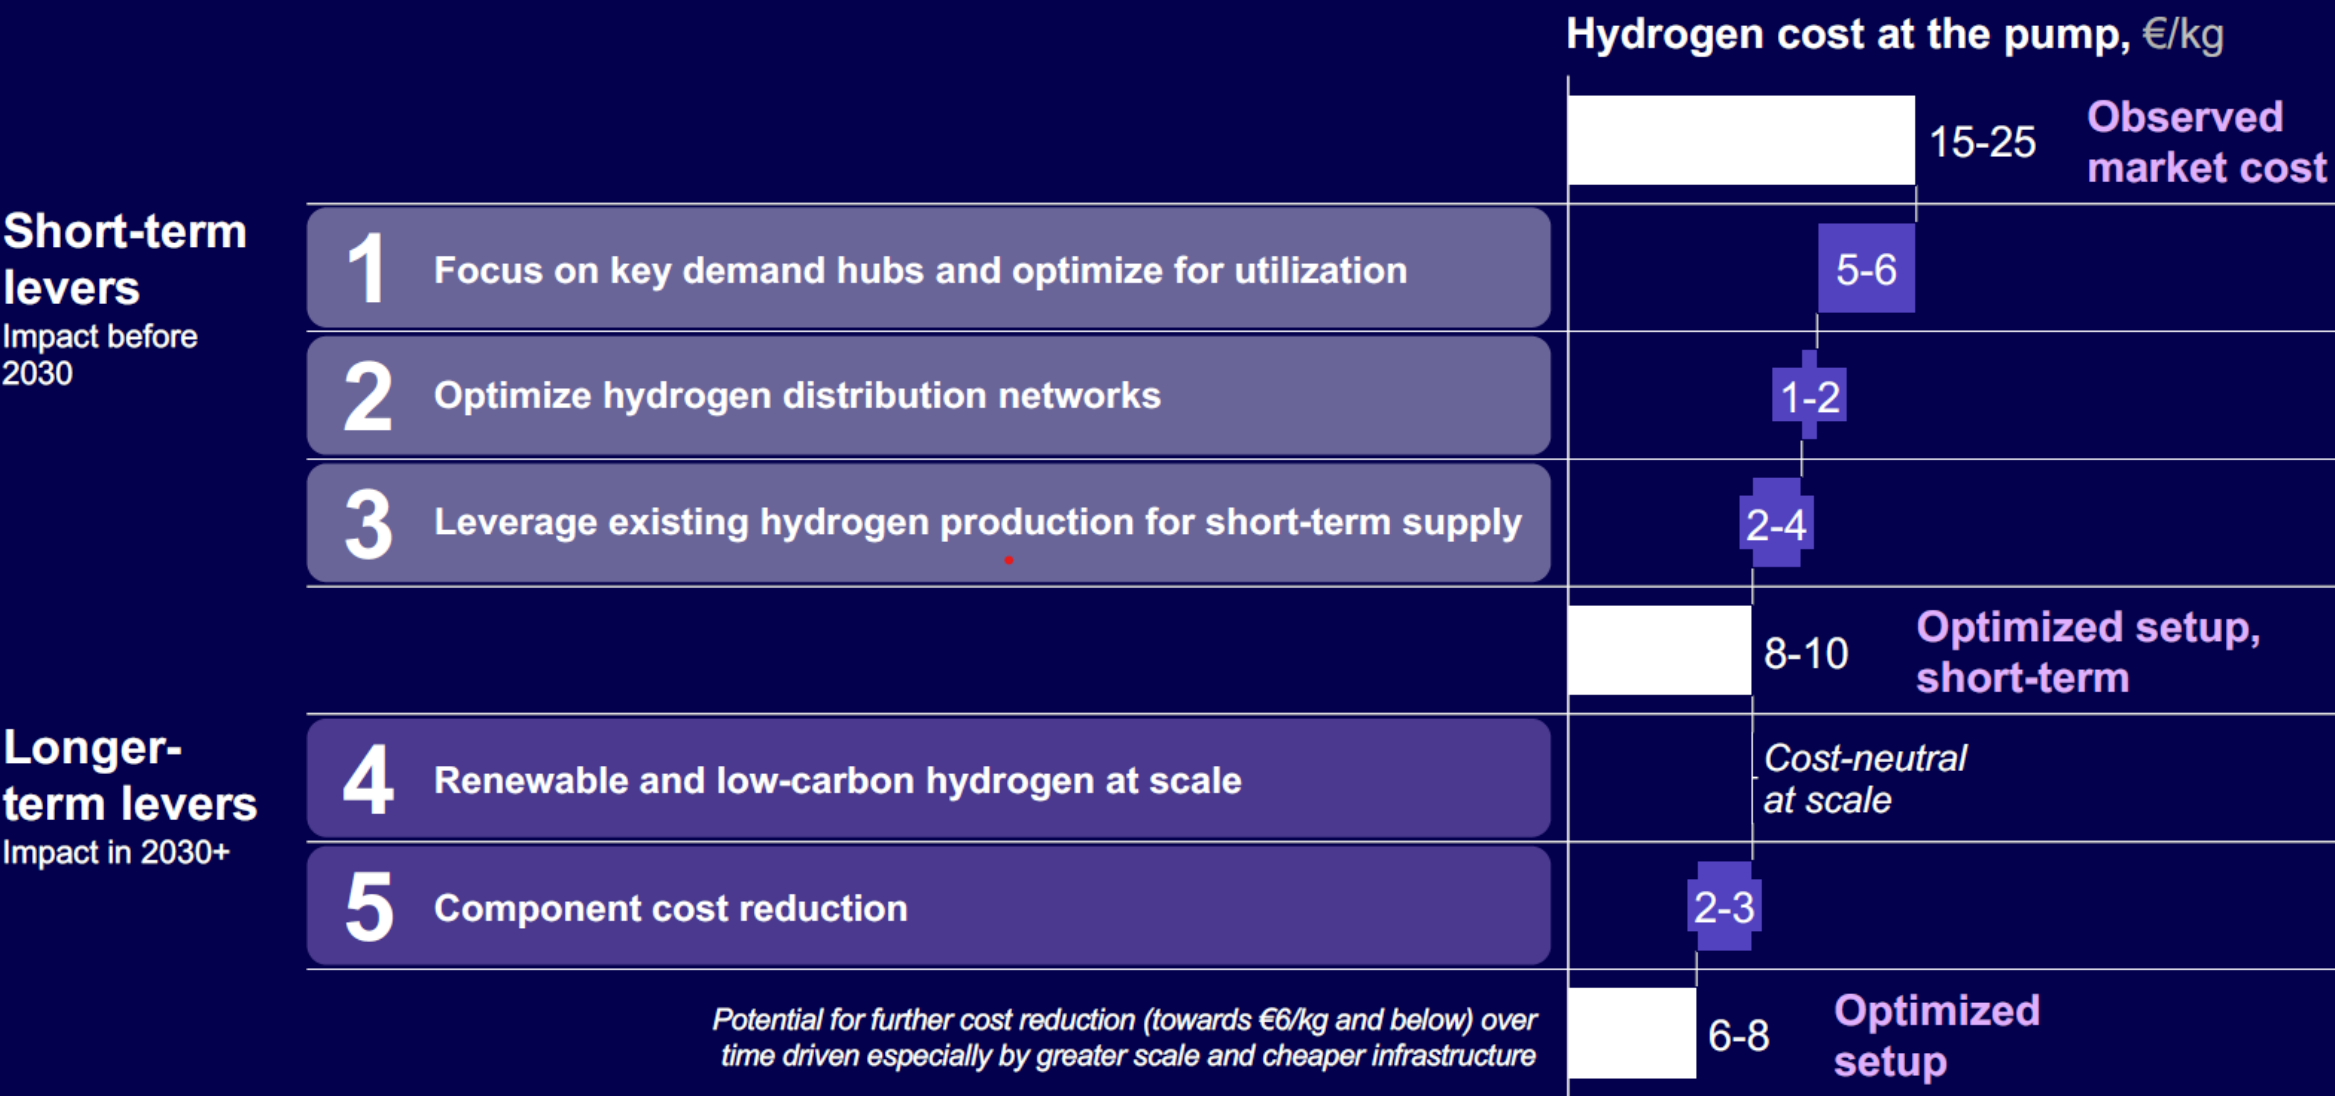 Hydrogen cost at the pump, €/kg
15-25
Observed
market cost
Short-term
levers
Impact before
2030
1
Focus on key demand hubs and optimize for utilization
5-6
2
Optimize hydrogen distribution networks
1-2
3
Leverage existing hydrogen production for short-term supply
2-4
8-10
Optimized setup,
short-term
Longer-
term levers
Impact in 2030+
4
Renewable and low-carbon hydrogen at scale
Cost-neutral
at scale
5
Component cost reduction
2-3
Potential for further cost reduction (towards €6/kg and below) over
time driven especially by greater scale and cheaper infrastructure
6-8
Optimized
setup